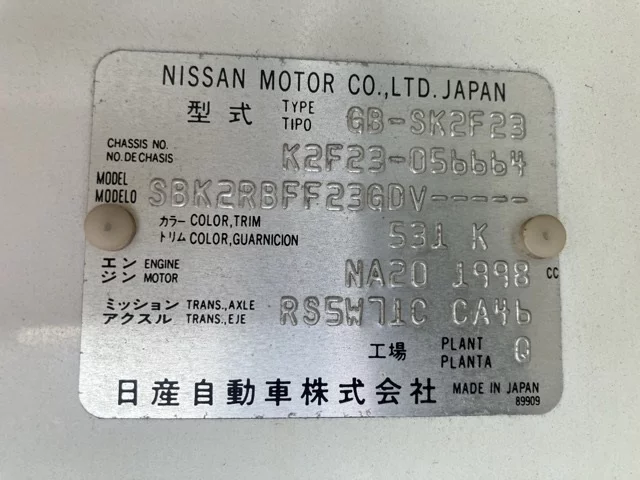 NISSAN MOTOR CO.,LTD. JAPAN
型式 TYPE TIPO GB-SK2F23
CHASSIS NO. NO. DE CHASIS K2F23-056664
MODEL MODELO SBK2RBFF23GDV-----
カラー COLOR,TRIM トリム COLOR,GUARNICION 531 K
エンジン ENGINE MOTOR NA20 1998 CC
ミッション TRANS.,AXLE アクスル TRANS.,EJE RS5W71C CA46
工場 PLANT PLANTA Q
日産自動車株式会社 MADE IN JAPAN
89909